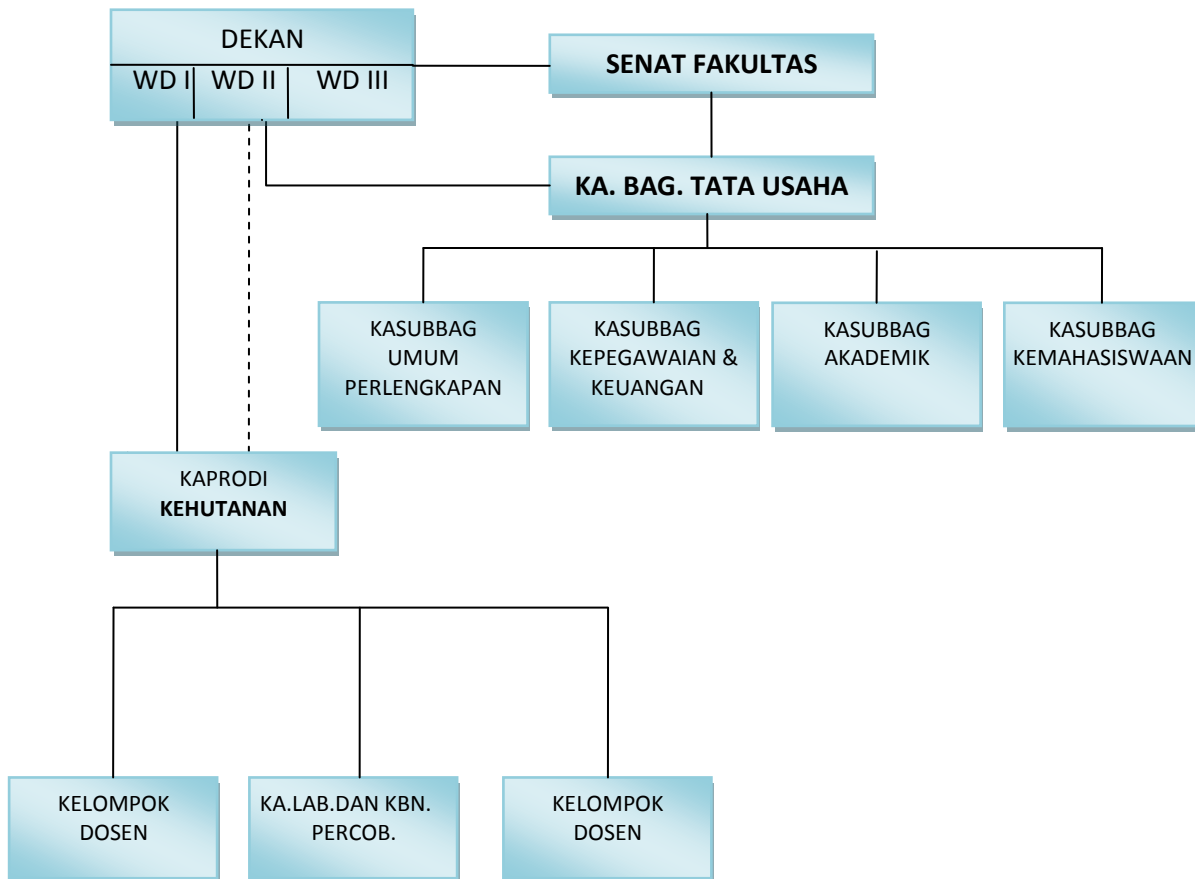 DEKAN
WD I WD II WD III
SENAT FAKULTAS
KA. BAG. TATA USAHA
KASUBBAG
UMUM
PERLENGKAPAN
KASUBBAG
KEPEGAWAIAN &
KEUANGAN
KASUBBAG
AKADEMIK
KASUBBAG
KEMAHASISWAAN
KAPRODI
KEHUTANAN
KELOMPOK
DOSEN
KA.LAB.DAN KBN.
PERCOB.
KELOMPOK
DOSEN